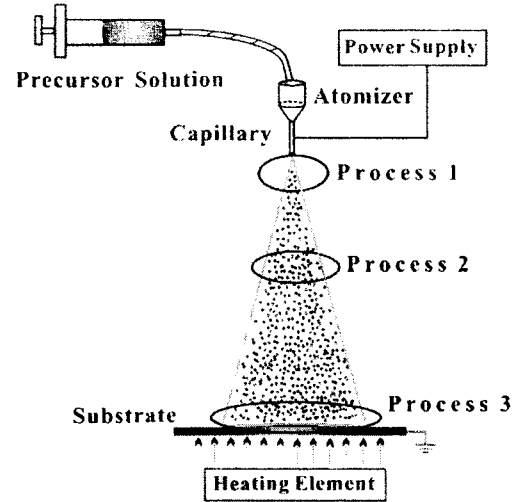 Power Supply
Precursor Solution
Atomizer
Capillary
Process 1
Process 2
Process 3
Substrate
Heating Element